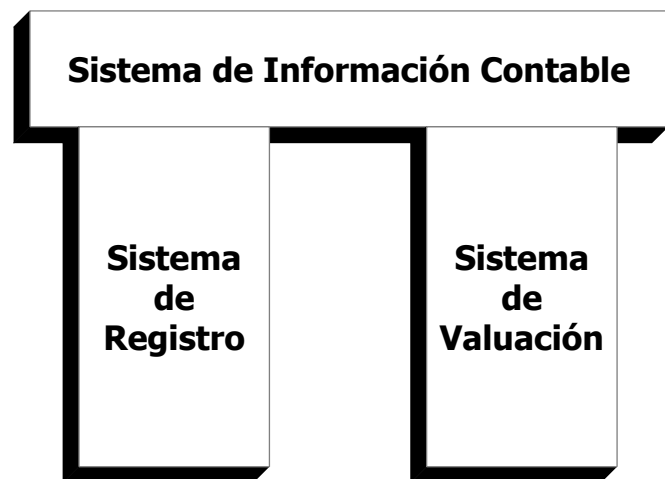 Sistema de Información Contable
Sistema
de
Registro
Sistema
de
Valuación